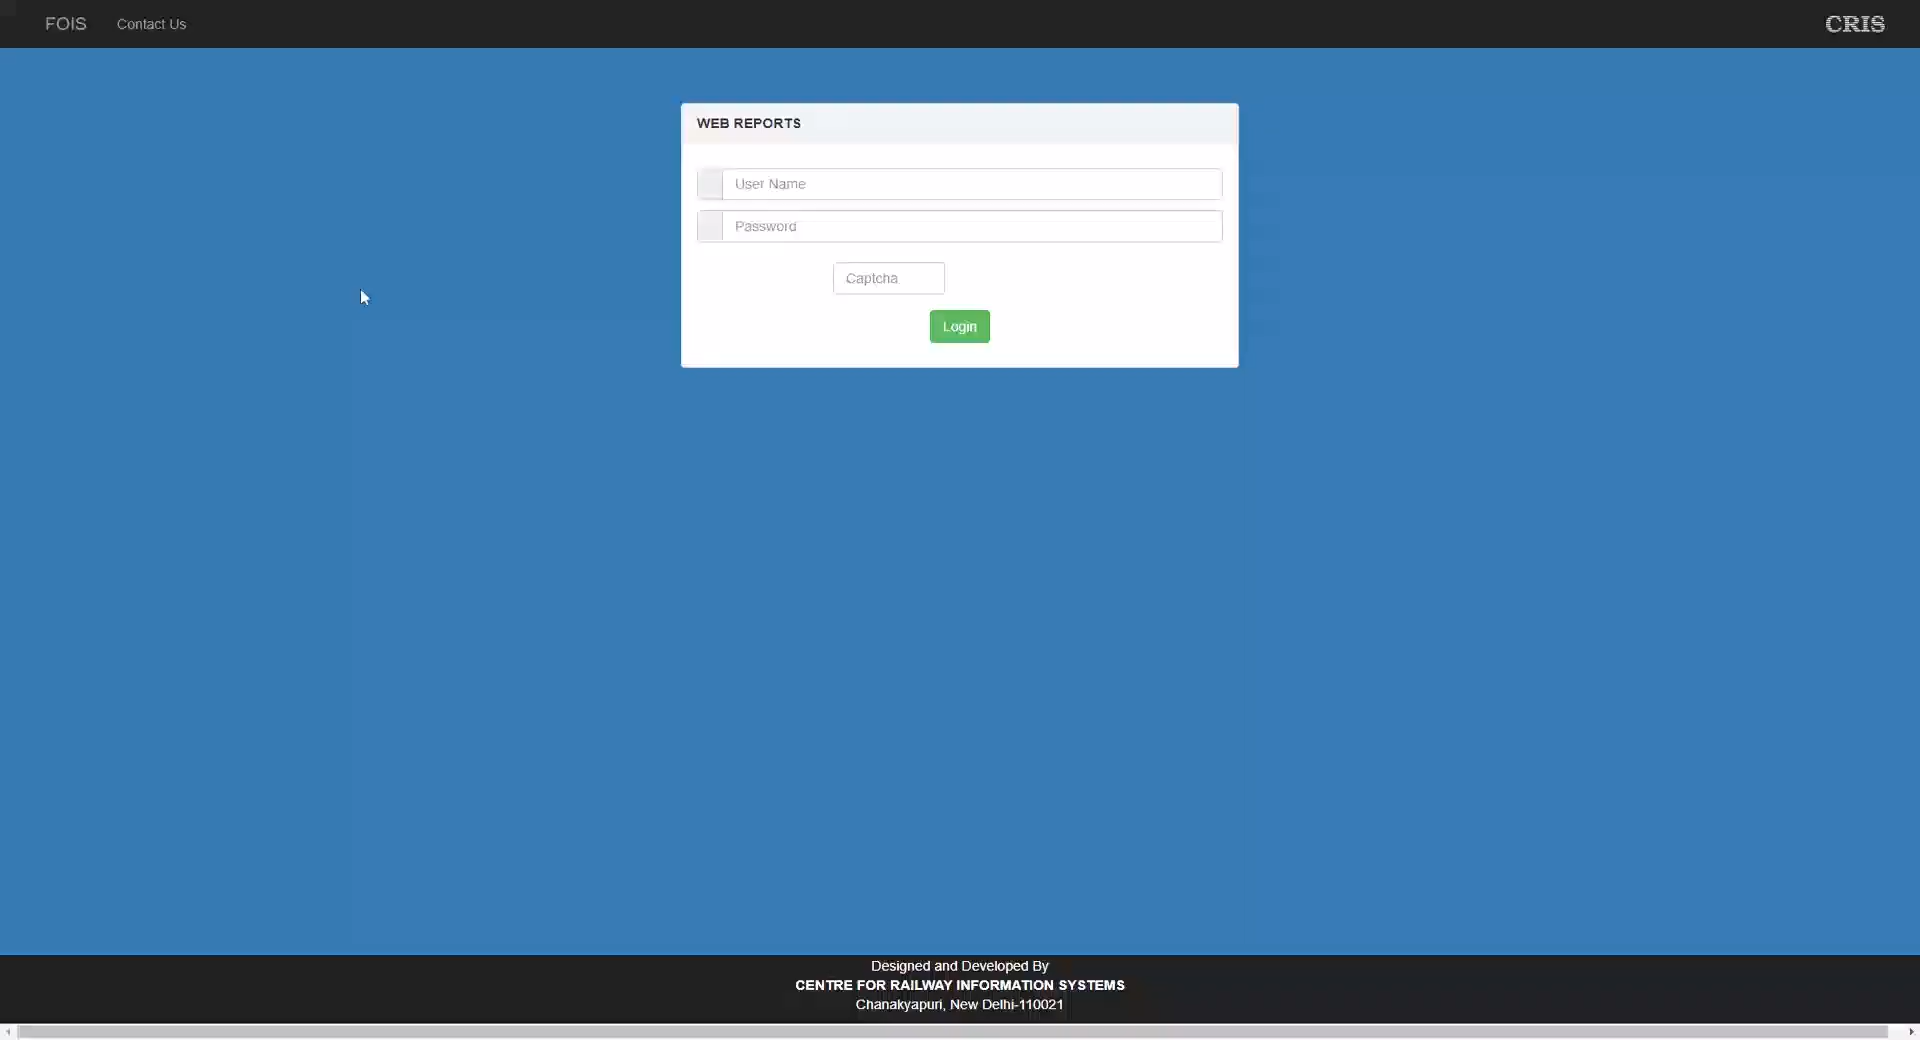 FOIS
Contact Us
CRIS
WEB REPORTS
User Name
Password
Captcha
Login
Designed and Developed By
CENTRE FOR RAILWAY INFORMATION SYSTEMS
Chanakyapuri, New Delhi-110021